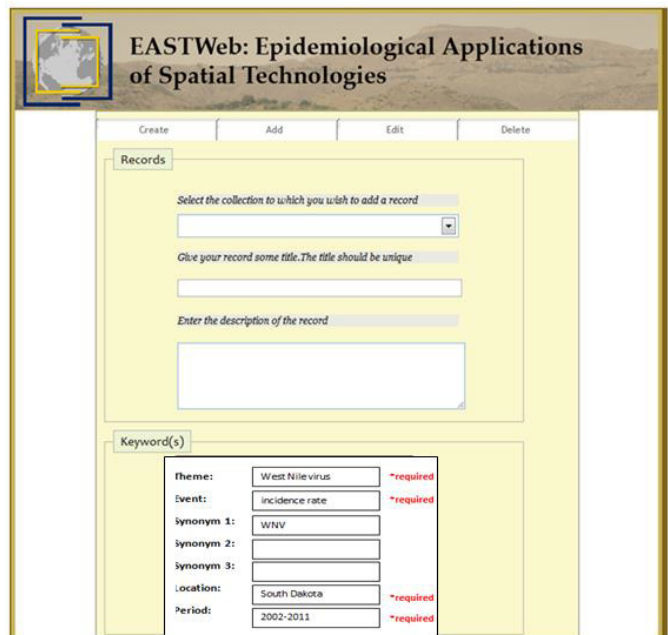 EASTWeb: Epidemiological Applications
of Spatial Technologies
Create Add Edit Delete
Records
Select the collection to which you wish to add a record
Give your record some title.The title should be unique
Enter the description of the record
Keyword(s)
Theme: West Nile virus *required
Event: incidence rate *required
Synonym 1: WNV
Synonym 2:
Synonym 3:
Location: South Dakota *required
Period: 2002-2011 *required